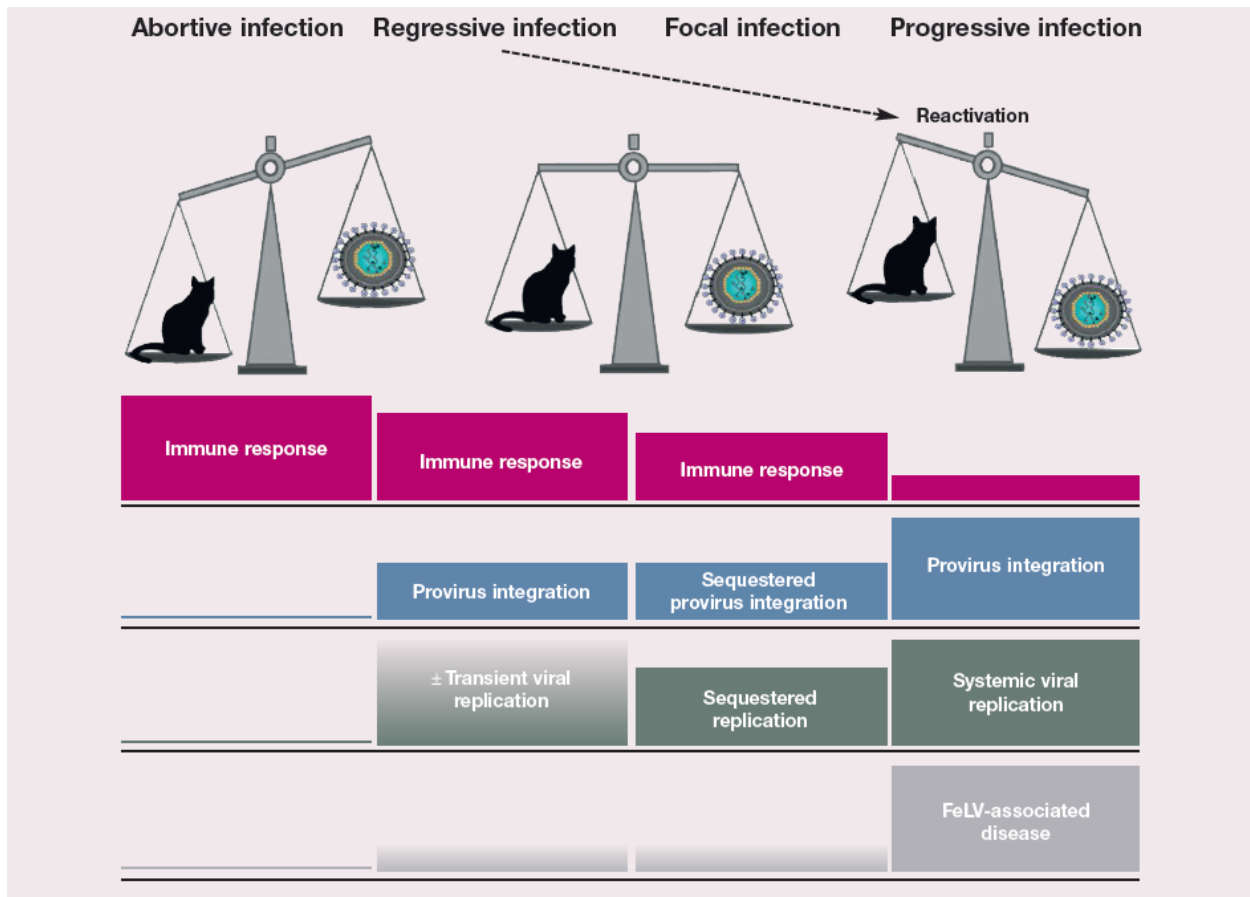 Abortive infection
Regressive infection
Focal infection
Progressive infection
Reactivation
Immune response
Immune response
Immune response
Provirus integration
Sequestered
provirus integration
Provirus integration
± Transient viral
replication
Sequestered
replication
Systemic viral
replication
FeLV-associated
disease